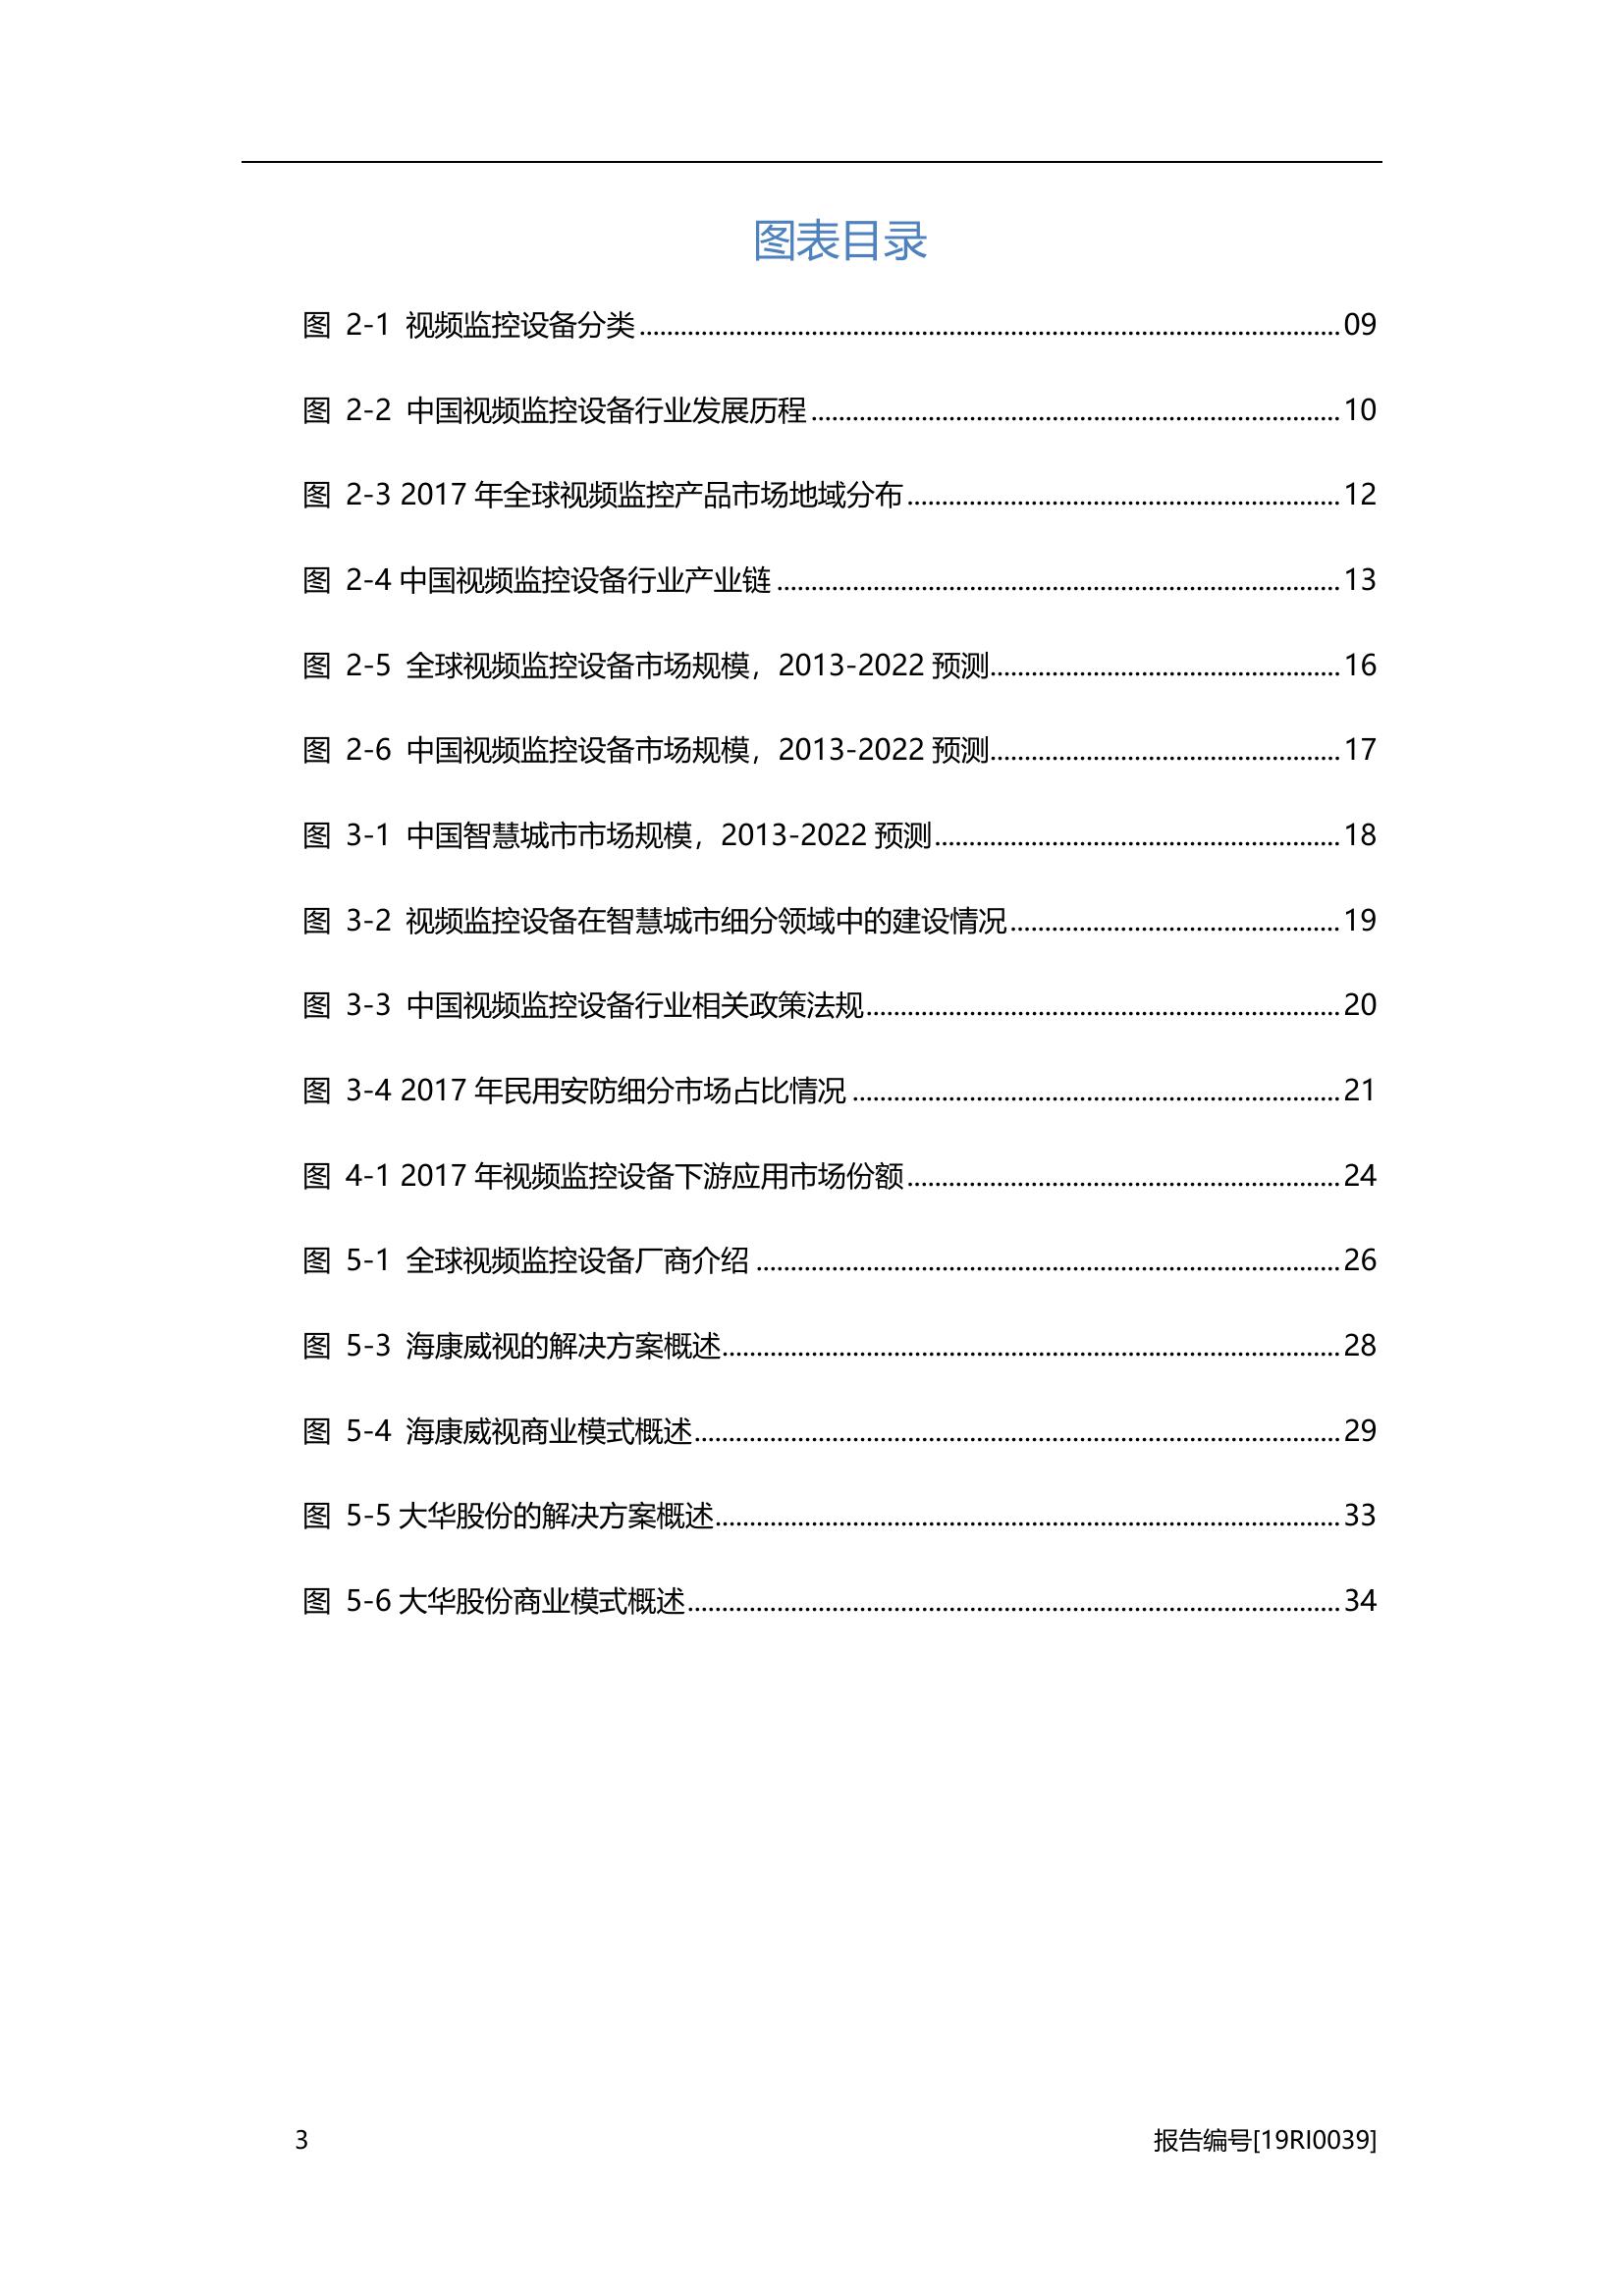 图表目录
图 2-1 视频监控设备分类........................................09
图 2-2 中国视频监控设备行业发展历程........................................10
图 2-3 2017 年全球视频监控产品市场地域分布........................................12
图 2-4 中国视频监控设备行业产业链........................................13
图 2-5 全球视频监控设备市场规模，2013-2022 预测........................................16
图 2-6 中国视频监控设备市场规模，2013-2022 预测........................................17
图 3-1 中国智慧城市市场规模，2013-2022 预测........................................18
图 3-2 视频监控设备在智慧城市细分领域中的建设情况........................................19
图 3-3 中国视频监控设备行业相关政策法规........................................20
图 3-4 2017 年民用安防细分市场占比情况........................................21
图 4-1 2017 年视频监控设备下游应用市场份额........................................24
图 5-1 全球视频监控设备厂商介绍........................................26
图 5-3 海康威视的解决方案概述........................................28
图 5-4 海康威视商业模式概述........................................29
图 5-5 大华股份的解决方案概述........................................33
图 5-6 大华股份商业模式概述........................................34
3 报告编号[19RI0039]